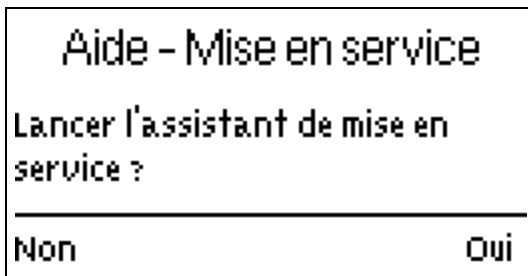 Aide - Mise en service
Lancer l'assistant de mise en
service ?
Non Oui